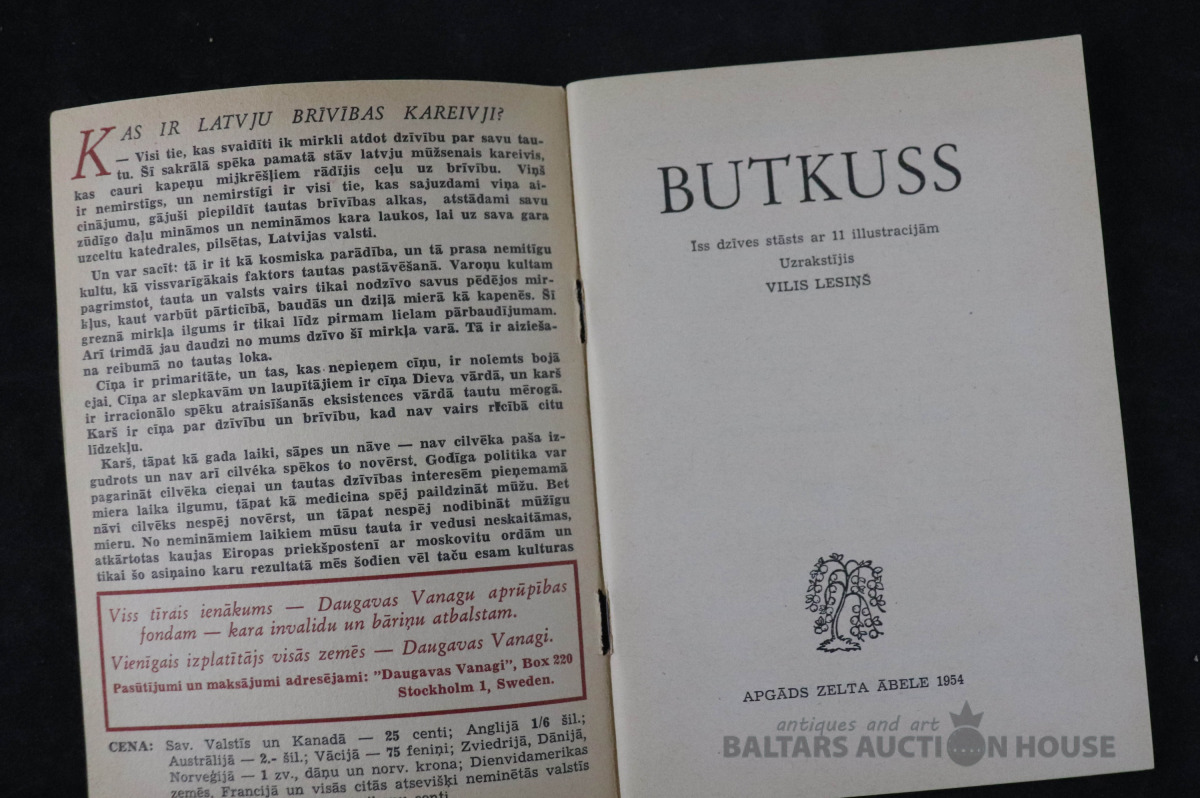 KAS IR LATVJU BRĪVĪBAS KAREIVJI?
— Visi tie, kas svaidīti ik mirkli atdot dzīvību par savu tau-
tu. Šī sakrālā spēka pamatā stāv latvju mūžsenais kareivis,
kas cauri kapeņu mijkrēšļiem rādījis ceļu uz brīvību. Viņš
ir nemirstīgs, un nemirstīgi ir visi tie, kas sajuzdami viņa ai-
cinājumu, gājuši piepildīt tautas brīvības alkas, atstādami savu
zūdīgo daļu mināmos un neminamos kara laukos, lai uz sava gara
uzceltu katedrales, pilsētas, Latvijas valsti.
Un var sacīt: tā ir it kā kosmiska parādība, un tā prasa nemitīgu
kultu, kā vissvarīgākais faktors tautas pastāvēšanā. Varoņu kultam
pagrimstot, tauta un valsts vairs tikai nodzīvo savus pēdējos mir-
kļus, kaut varbūt pārticībā, baudās un dziļā mierā kā kapenēs. Šī
greznā mirkļa ilgums ir tikai līdz pirmam lielam pārbaudījumam.
Arī trimdā jau daudzi no mums dzīvo šī mirkļa varā. Tā ir aizieša-
na reibumā no tautas loka.
Cīņa ir primaritāte, un tas, kas nepieņem cīņu, ir nolemts bojā
ejai. Cīņa ar slepkavām un laupītājiem ir cīņa Dieva vārdā, un karš
ir irracionālo spēku atraisīšanās eksistences vārdā tautu mērogā.
Karš ir cīņa par dzīvību un brīvību, kad nav vairs rīcībā citu
līdzekļu.
Karš, tāpat kā gada laiki, sāpes un nāve — nav cilvēka paša iz-
gudrots un nav arī cilvéka spēkos to novērst. Godīga politika var
pagarināt cilvēka cieņai un tautas dzīvības interesēm pieņemamā
miera laika ilgumu, tāpat kā medicina spēj paildzināt mūžu. Bet
nāvi cilvēks nespēj novērst, un tāpat nespēj nodibināt mūžīgu
mieru. No nemināmiem laikiem mūsu tauta ir vedusi neskaitāmas,
atkārtotas kaujas Eiropas priekšpostenī ar moskovitu ordām un
tikai šo asiņaino karu rezultatā mēs šodien vēl taču esam kulturas
Viss tīrais ienākums — Daugavas Vanagu aprūpības
fondam — kara invalidu un bāriņu atbalstam.
Vienīgais izplatītājs visās zemēs — Daugavas Vanagi.
Pasūtījumi un maksājumi adresējami: "Daugavas Vanagi", Box 220
Stockholm 1, Sweden.
CENA: Sav. Valstīs un Kanadā — 25 centi; Anglijā 1/6 šil.;
Austrālijā — 2.- šil.; Vācijā — 75 feniņi; Zviedrijā, Dānijā,
Norveģijā — 1 zv., dāņu un norv. krona; Dienvidamerikas
zemēs, Francijā un visās citās atsevišķi neminētās valstīs
BUTKUSS
Iss dzīves stāsts ar 11 illustracijām
Uzrakstījis
VILIS LESIŅŠ
APGĀDS ZELTA ĀBELE 1954
antiques and art
BALTARS AUCTION HOUSE